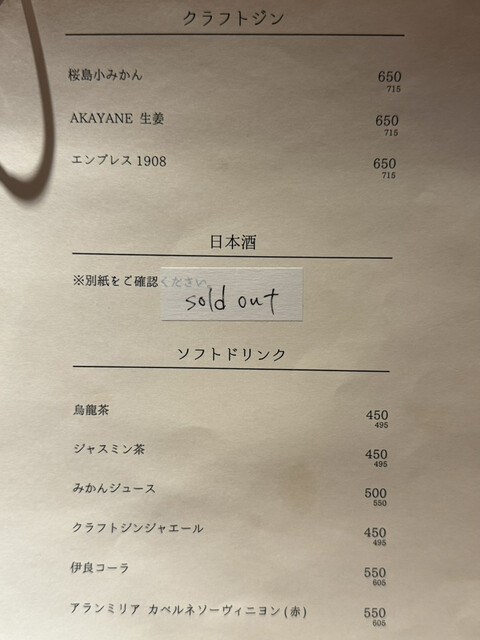 クラフトジン
桜島小みかん 650
715
AKAYANE 生姜 650
715
エンプレス 1908 650
715
日本酒
※別紙をご確認ください。
sold out
ソフトドリンク
烏龍茶 450
495
ジャスミン茶 450
495
みかんジュース 500
550
クラフトジンジャエール 450
495
伊良コーラ 550
605
アランミリア カベルネソーヴィニヨン(赤) 550
605